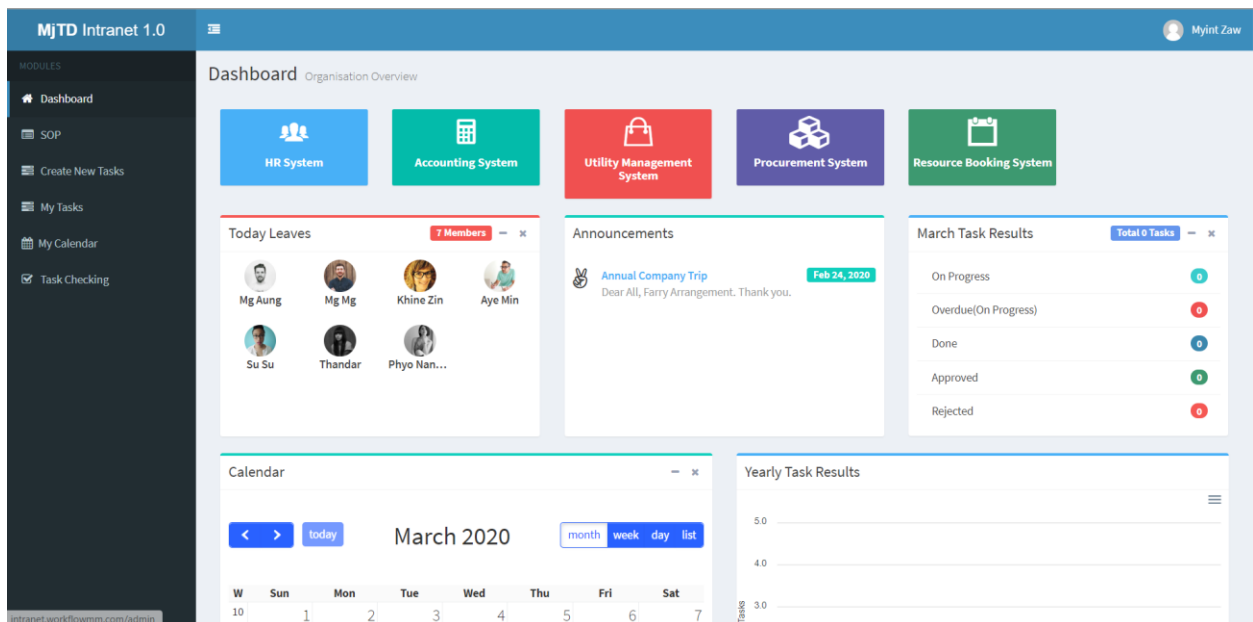 MjTD Intranet 1.0
Myint Zaw
MODULES
Dashboard
SOP
Create New Tasks
My Tasks
My Calendar
Task Checking
Dashboard Organisation Overview
HR System
Accounting System
Utility Management
System
Procurement System
Resource Booking System
Today Leaves 7 Members
Mg Aung Mg Mg Khine Zin Aye Min
Su Su Thandar Phyo Nan...
Announcements
Annual Company Trip Feb 24, 2020
Dear All, Farry Arrangement. Thank you.
March Task Results Total 0 Tasks
On Progress 0
Overdue(On Progress) 0
Done 0
Approved 0
Rejected 0
Calendar
today March 2020 month week day list
W Sun Mon Tue Wed Thu Fri Sat
10 1 2 3 4 5 6 7
Yearly Task Results
5.0
4.0
3.0
Tasks
intranet.workflowmm.com/admin